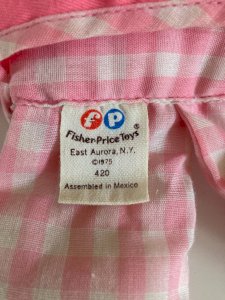 fp
Fisher-Price Toys®
East Aurora, N.Y.
©1975
420
Assembled in Mexico